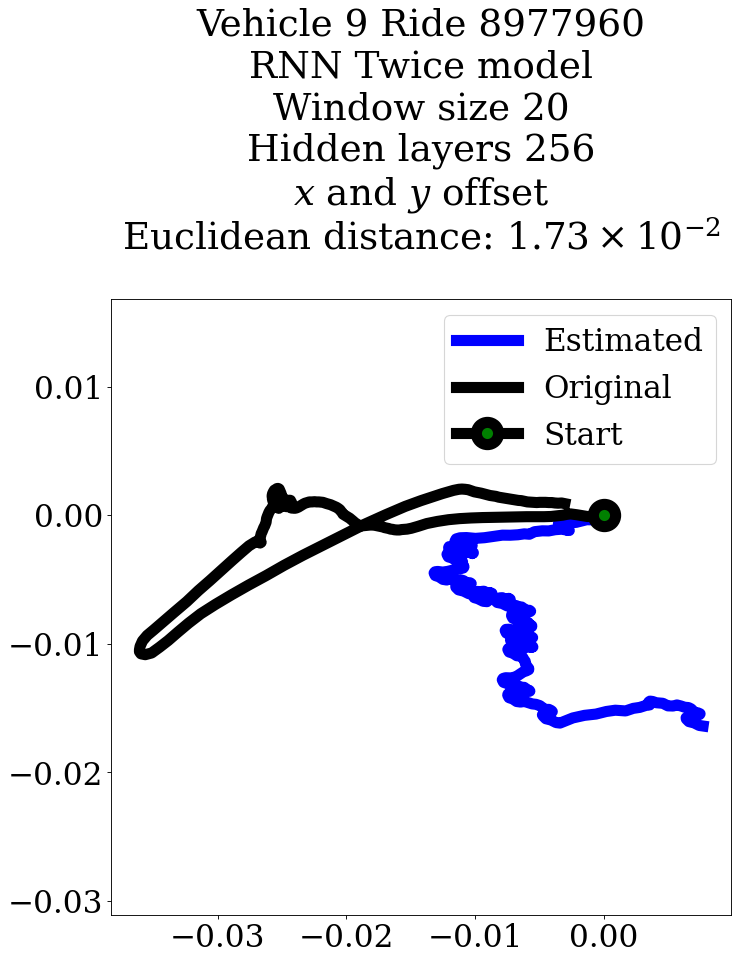 Vehicle 9 Ride 8977960
RNN Twice model
Window size 20
Hidden layers 256
x and y offset
Euclidean distance: 1.73 × 10⁻²
Estimated
Original
Start
0.01
0.00
−0.01
−0.02
−0.03
−0.03 −0.02 −0.01 0.00